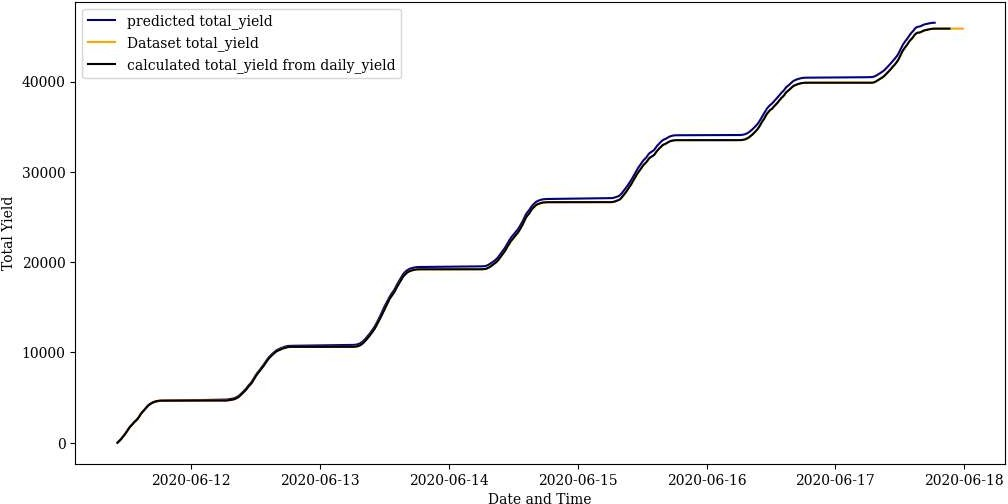 predicted total_yield
Dataset total_yield
calculated total_yield from daily_yield
Total Yield
40000
30000
20000
10000
0
2020-06-12 2020-06-13 2020-06-14 2020-06-15 2020-06-16 2020-06-17 2020-06-18
Date and Time